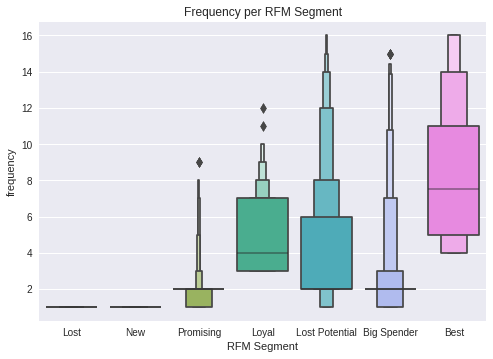 Frequency per RFM Segment
frequency
16
14
12
10
8
6
4
2
Lost New Promising Loyal Lost Potential Big Spender Best
RFM Segment